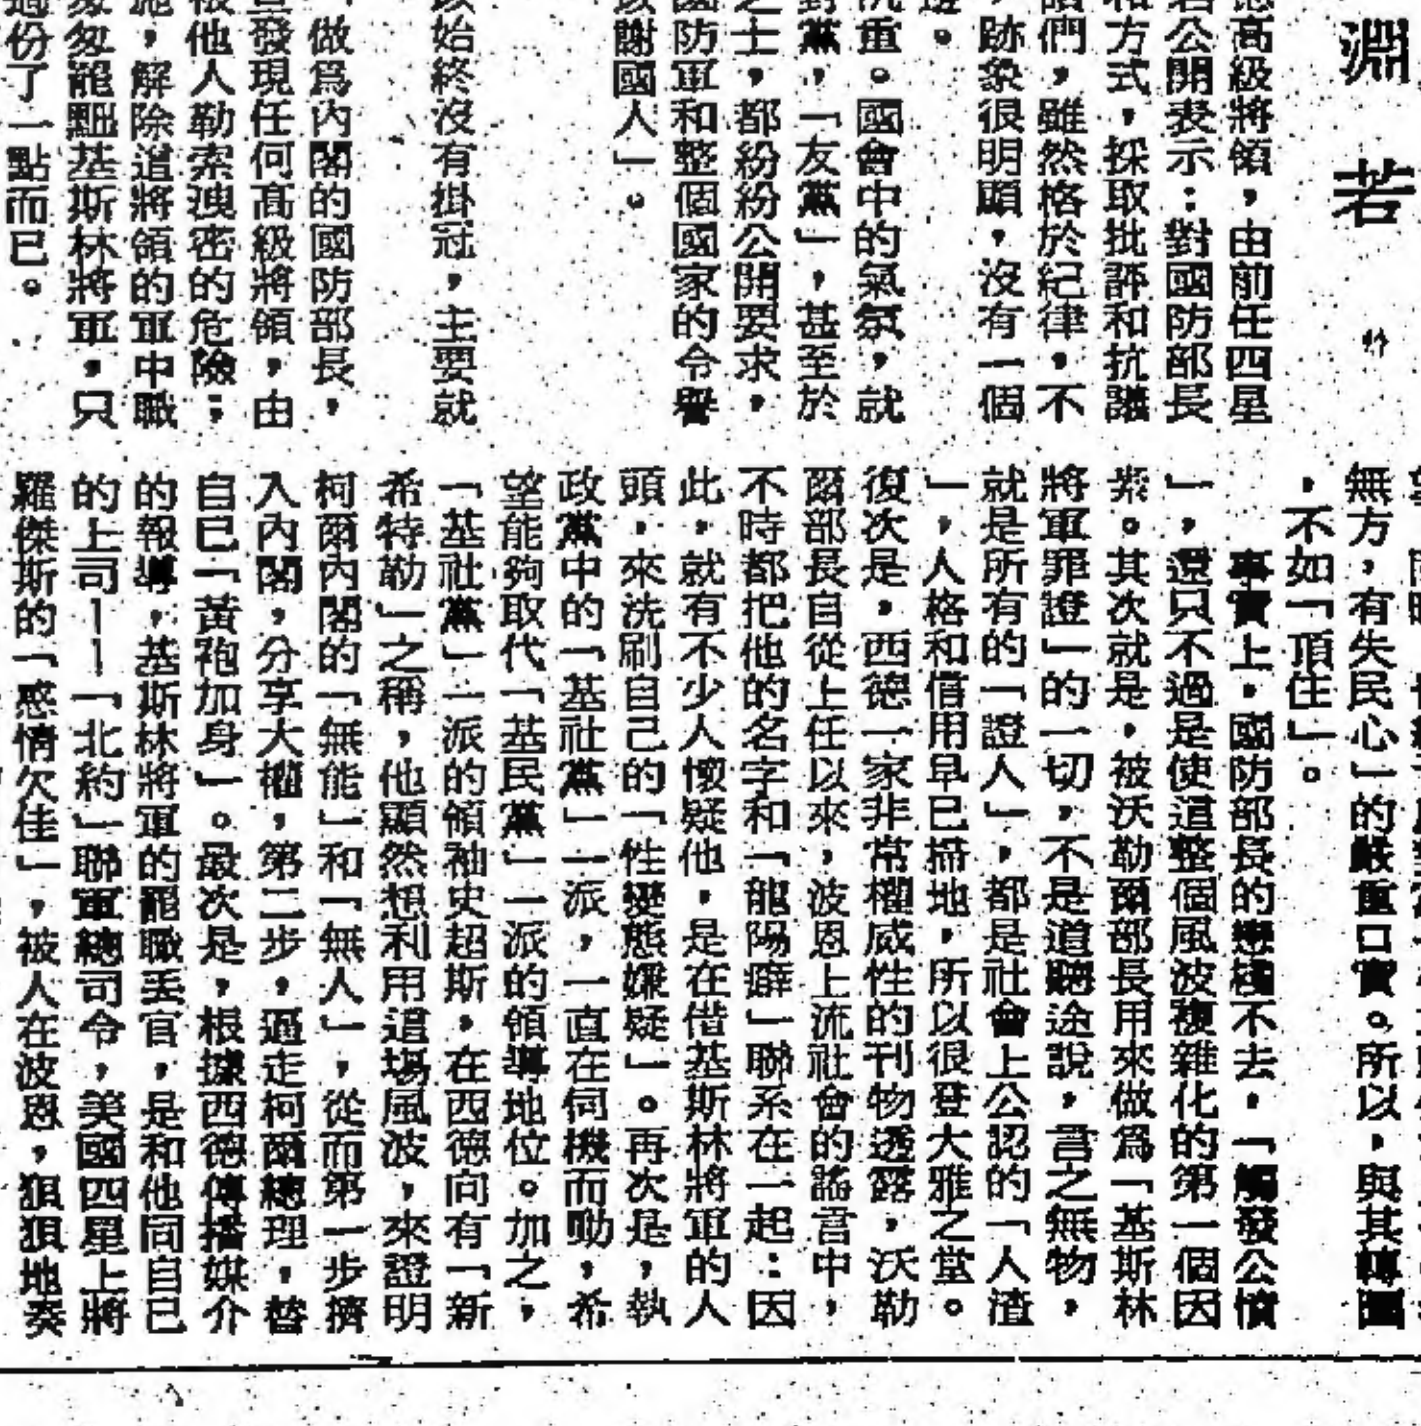 淵若
高級將領，由前任四星
公開表示：對國防部長
和方式，採取批評和抗議
們，雖然格於紀律，不
，跡象很明顯，沒有一個
邊。
沉重。國會中的氣氛，就
對黨，「友黨」，甚至於
之士，都紛紛公開要求，
國防軍和整個國家的令譽
以謝國人」。
始終沒有掛冠，主要就
做爲內閣的國防部長，
發現任何高級將領，由
被他人勒索洩密的危險；
施，解除這將領的軍中職
匆罷黜基斯林將軍，只
過份了一點而已。
無方，有失民心」的嚴重口實。所以，與其轉圜
，不如「頂住」。
事實上，國防部長的戀棧不去，「觸發公憤
」，還只不過是使這整個風波複雜化的第一個因
素。其次就是，被沃勒爾部長用來做爲「基斯林
將軍罪證」的一切，不是道聽途說，言之無物，
就是所有的「證人」，都是社會上公認的「人渣
」，人格和信用早已掃地，所以很登大雅之堂。
復次是，西德一家非常權威性的刊物透露，沃勒
爾部長自從上任以來，波恩上流社會的謠言中，
不時都把他的名字和「龍陽癖」聯系在一起：因
此，就有不少人懷疑他，是在借基斯林將軍的人
頭，來洗刷自己的「性變態嫌疑」。再次是，執
政黨中的「基社黨」一派，一直在伺機而動，希
望能夠取代「基民黨」一派的領導地位。加之，
「基社黨」一派的領袖史超斯，在西德向有「新
希特勒」之稱，他顯然想利用這場風波，來證明
柯爾內閣的「無能」和「無人」，從而第一步擠
入內閣，分享大權，第二步，逼走柯爾總理，替
自己「黃袍加身」。最次是，根據西德傳播媒介
的報導，基斯林將軍的罷職丟官，是和他同自己
的上司——「北約」聯軍總司令，美國四星上將
羅傑斯的「感情欠佳」，被人在波恩，狠狠地奏